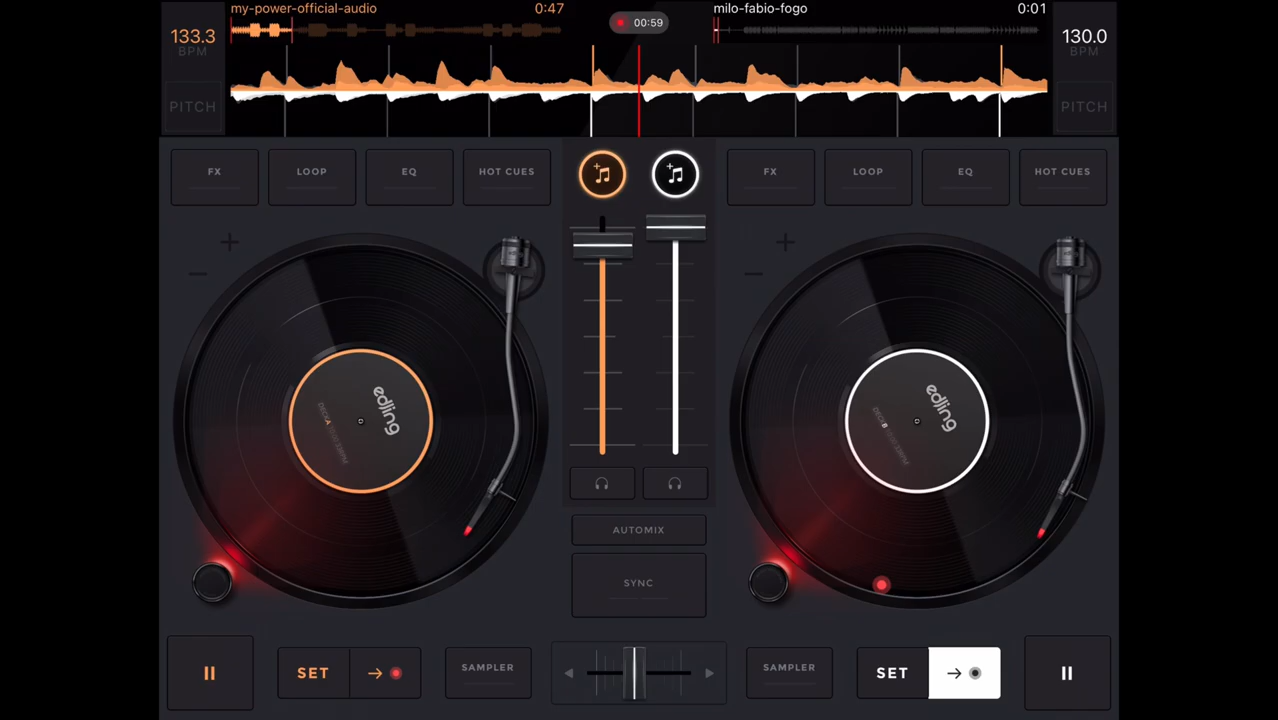 my-power-official-audio
0:47
00:59
milo-fabio-fogo
0:01
133.3
BPM
130.0
BPM
PITCH
PITCH
FX
LOOP
EQ
HOT CUES
FX
LOOP
EQ
HOT CUES
edjing
DECK A
edjing
DECK B
AUTOMIX
SYNC
SET
SAMPLER
SAMPLER
SET